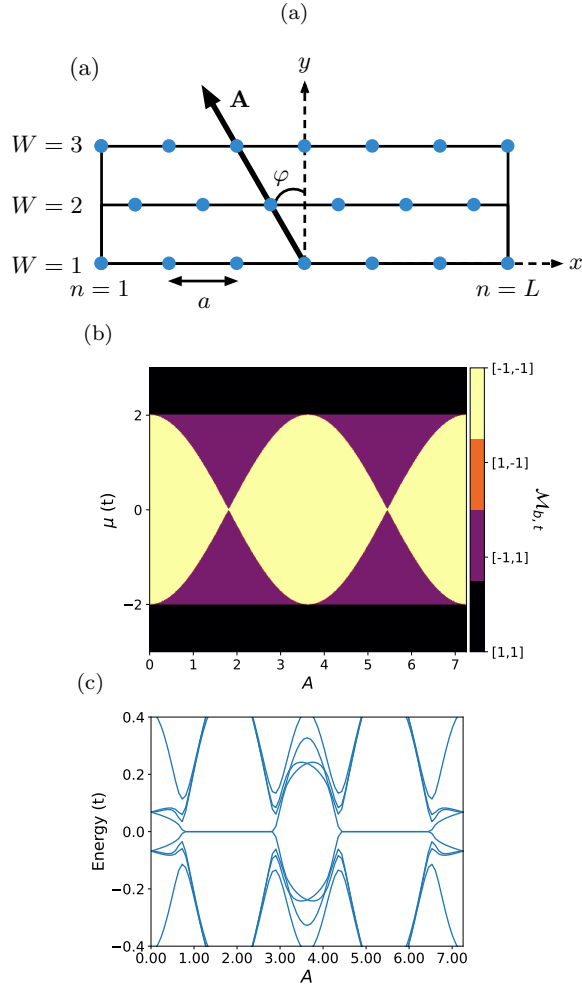 (a)
(a)
y
A
φ
W = 3
W = 2
W = 1
x
n = 1
a
n = L
(b)
μ (t)
2
0
−2
0 1 2 3 4 5 6 7
A
[-1,-1]
[1,-1]
[-1,1]
[1,1]
ℳb,t
(c)
Energy (t)
0.4
0.2
0.0
−0.2
−0.4
0.00 1.00 2.00 3.00 4.00 5.00 6.00 7.00
A